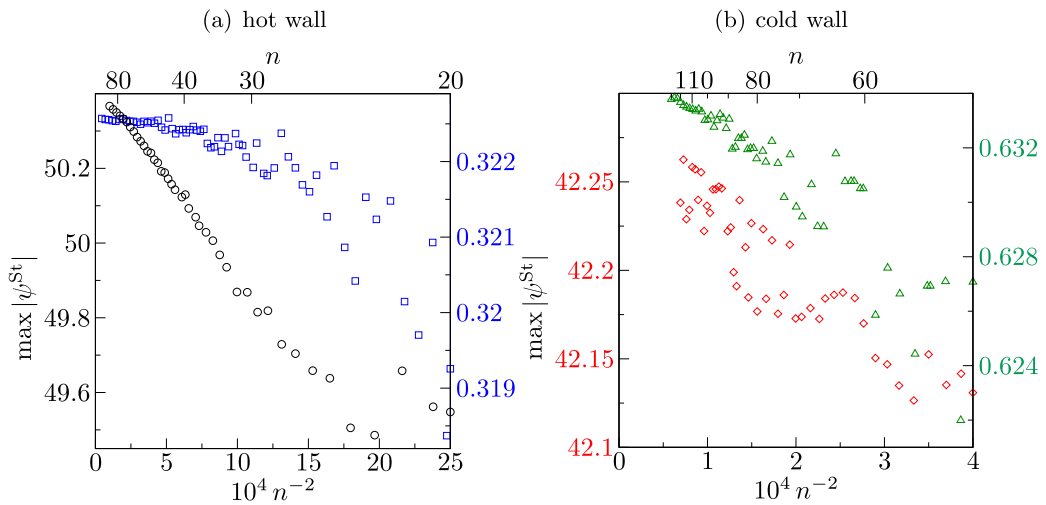 (a) hot wall
n
80 40 30 20
max |ψ^St|
50.2
50
49.8
49.6
0.322
0.321
0.32
0.319
0 5 10 15 20 25
10^4 n^−2
(b) cold wall
n
110 80 60
max |ψ^St|
42.25
42.2
42.15
42.1
0.632
0.628
0.624
0 1 2 3 4
10^4 n^−2